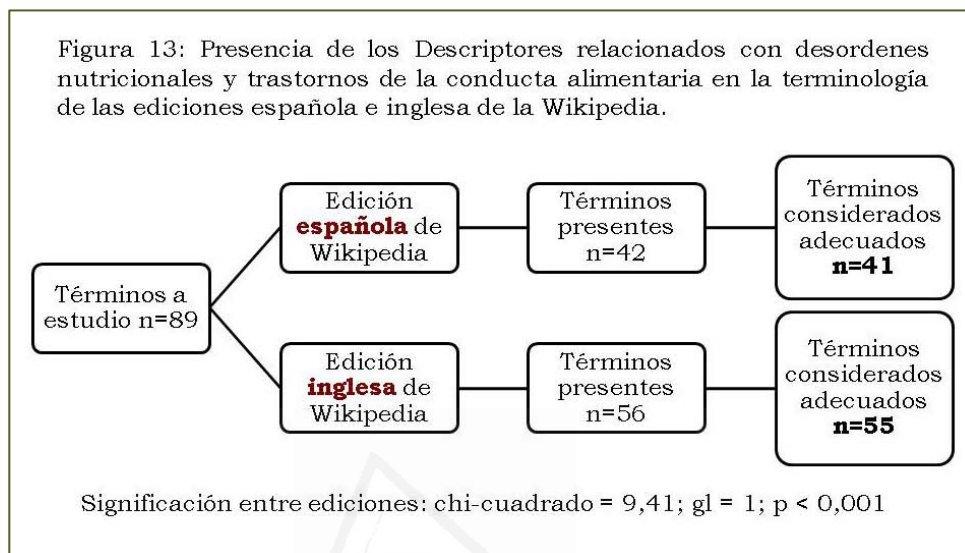 Figura 13: Presencia de los Descriptores relacionados con desordenes
nutricionales y trastornos de la conducta alimentaria en la terminología
de las ediciones española e inglesa de la Wikipedia.
Términos a
estudio n=89
Edición
española de
Wikipedia
Términos
presentes
n=42
Términos
considerados
adecuados
n=41
Edición
inglesa de
Wikipedia
Términos
presentes
n=56
Términos
considerados
adecuados
n=55
Significación entre ediciones: chi-cuadrado = 9,41; gl = 1; p < 0,001